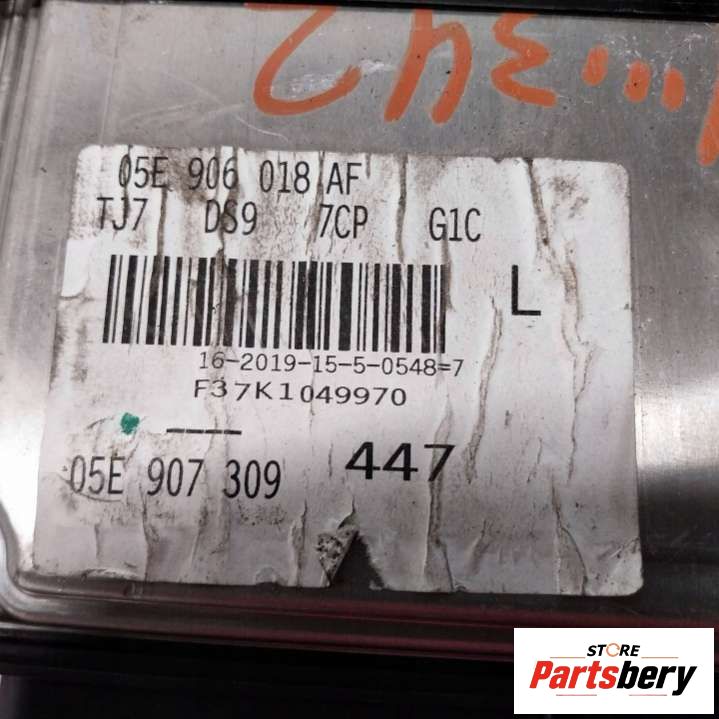 342
05E 906 018 AF
TJ7 DS9 7CP G1C
L
16-2019-15-5-0548=7
F37K1049970
447
05E 907 309
STORE
Partsbery